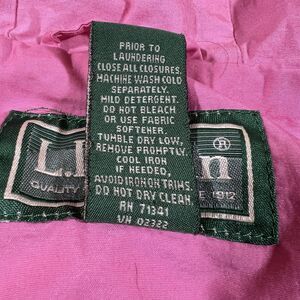 PRIOR TO
LAUNDERING
CLOSE ALL CLOSURES.
MACHINE WASH COLD
SEPARATELY.
MILD DETERGENT.
DO NOT BLEACH
OR USE FABRIC
SOFTENER.
TUMBLE DRY LOW,
REMOVE PROMPTLY.
COOL IRON
IF NEEDED,
AVOID IRON ON TRIMS.
DO NOT DRY CLEAN.
RN 71341
VN 02322
L.
n ®
QUALITY
1912